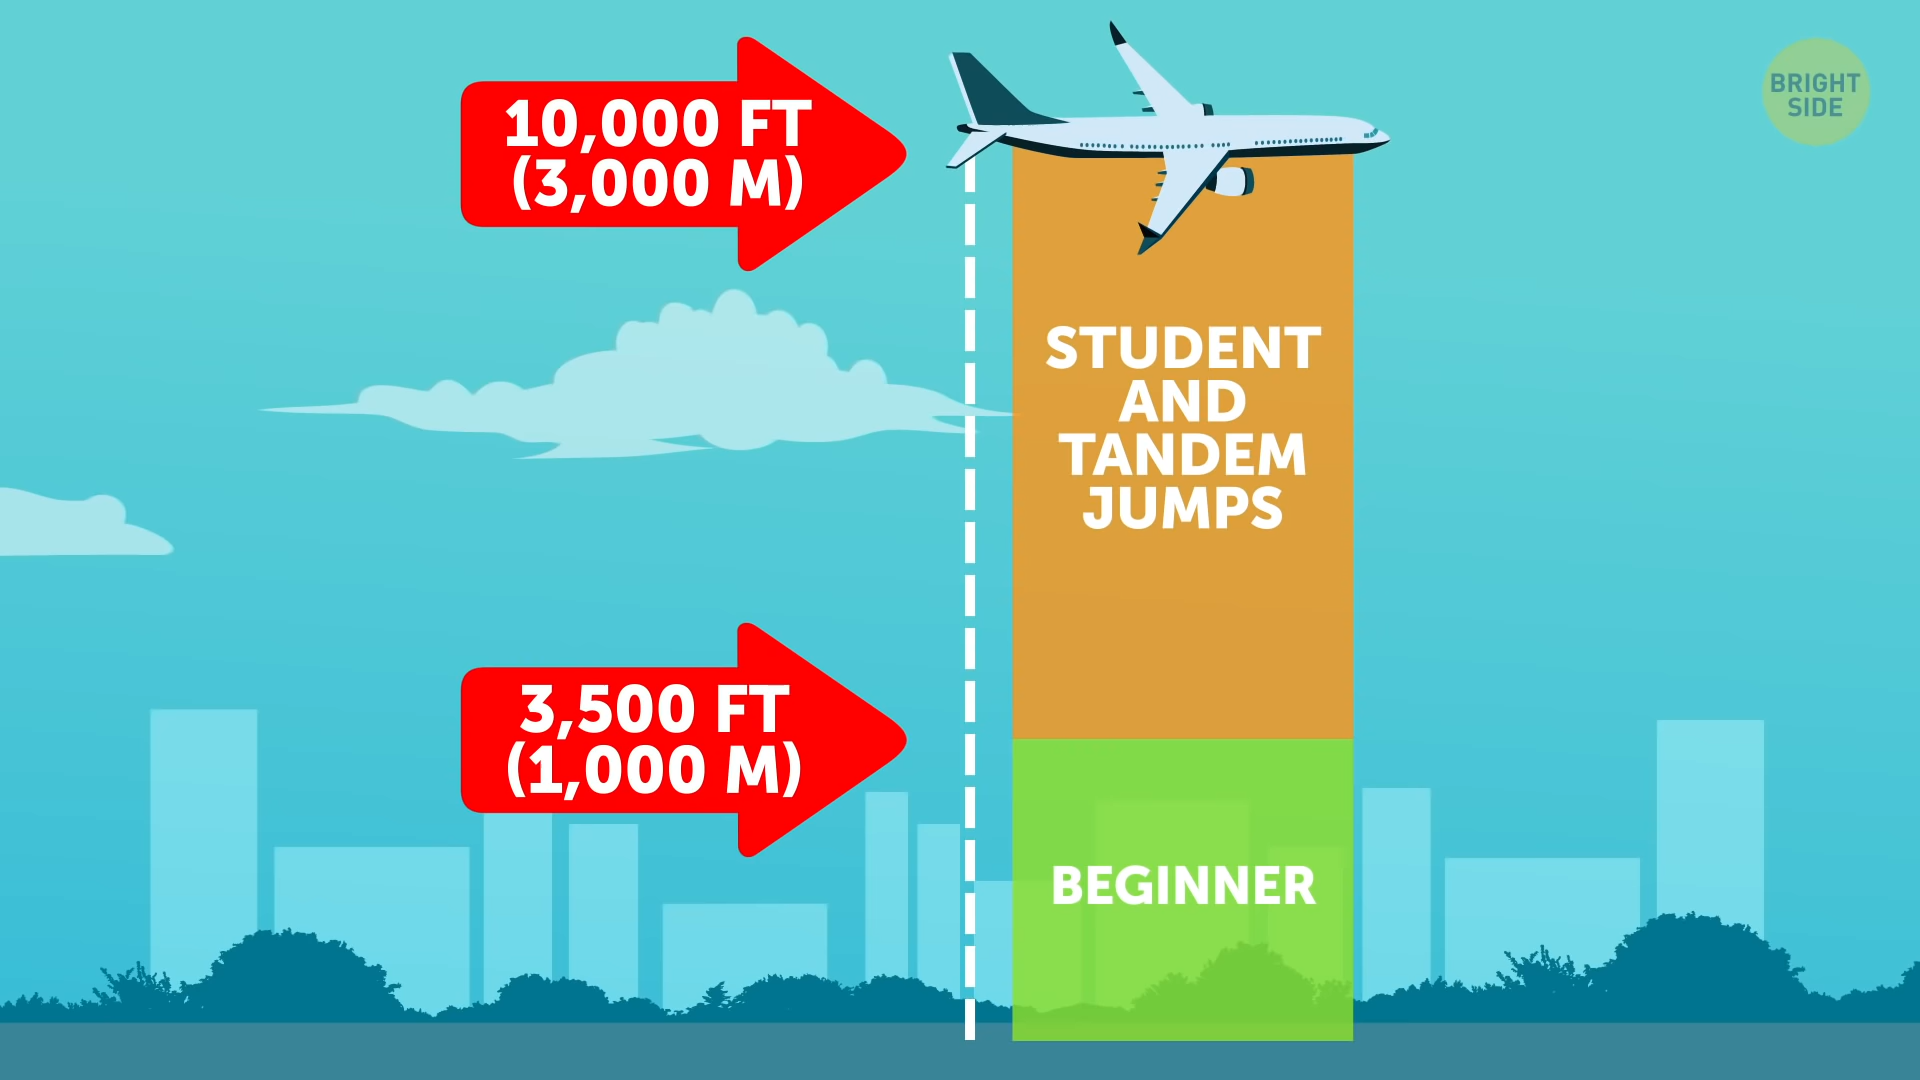 10,000 FT
(3,000 M)
BRIGHT
SIDE
STUDENT
AND
TANDEM
JUMPS
3,500 FT
(1,000 M)
BEGINNER